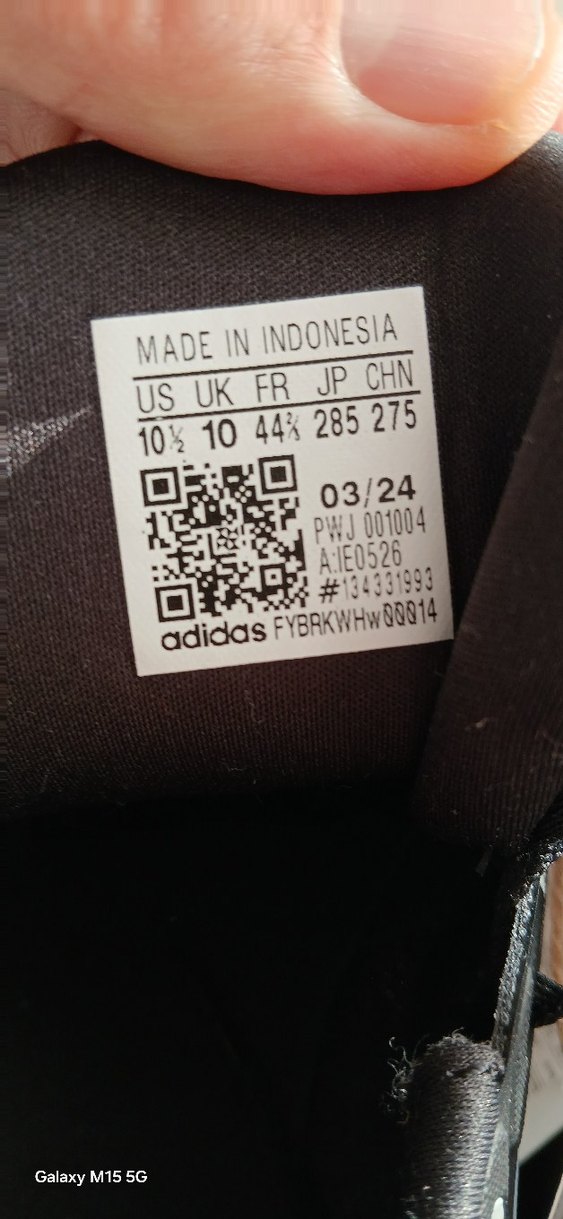 MADE IN INDONESIA
US UK FR JP CHN
10½ 10 44⅔ 285 275
03/24
PWJ 001004
A:IE0526
#134331993
adidas FYBRKWHw00014
Galaxy M15 5G